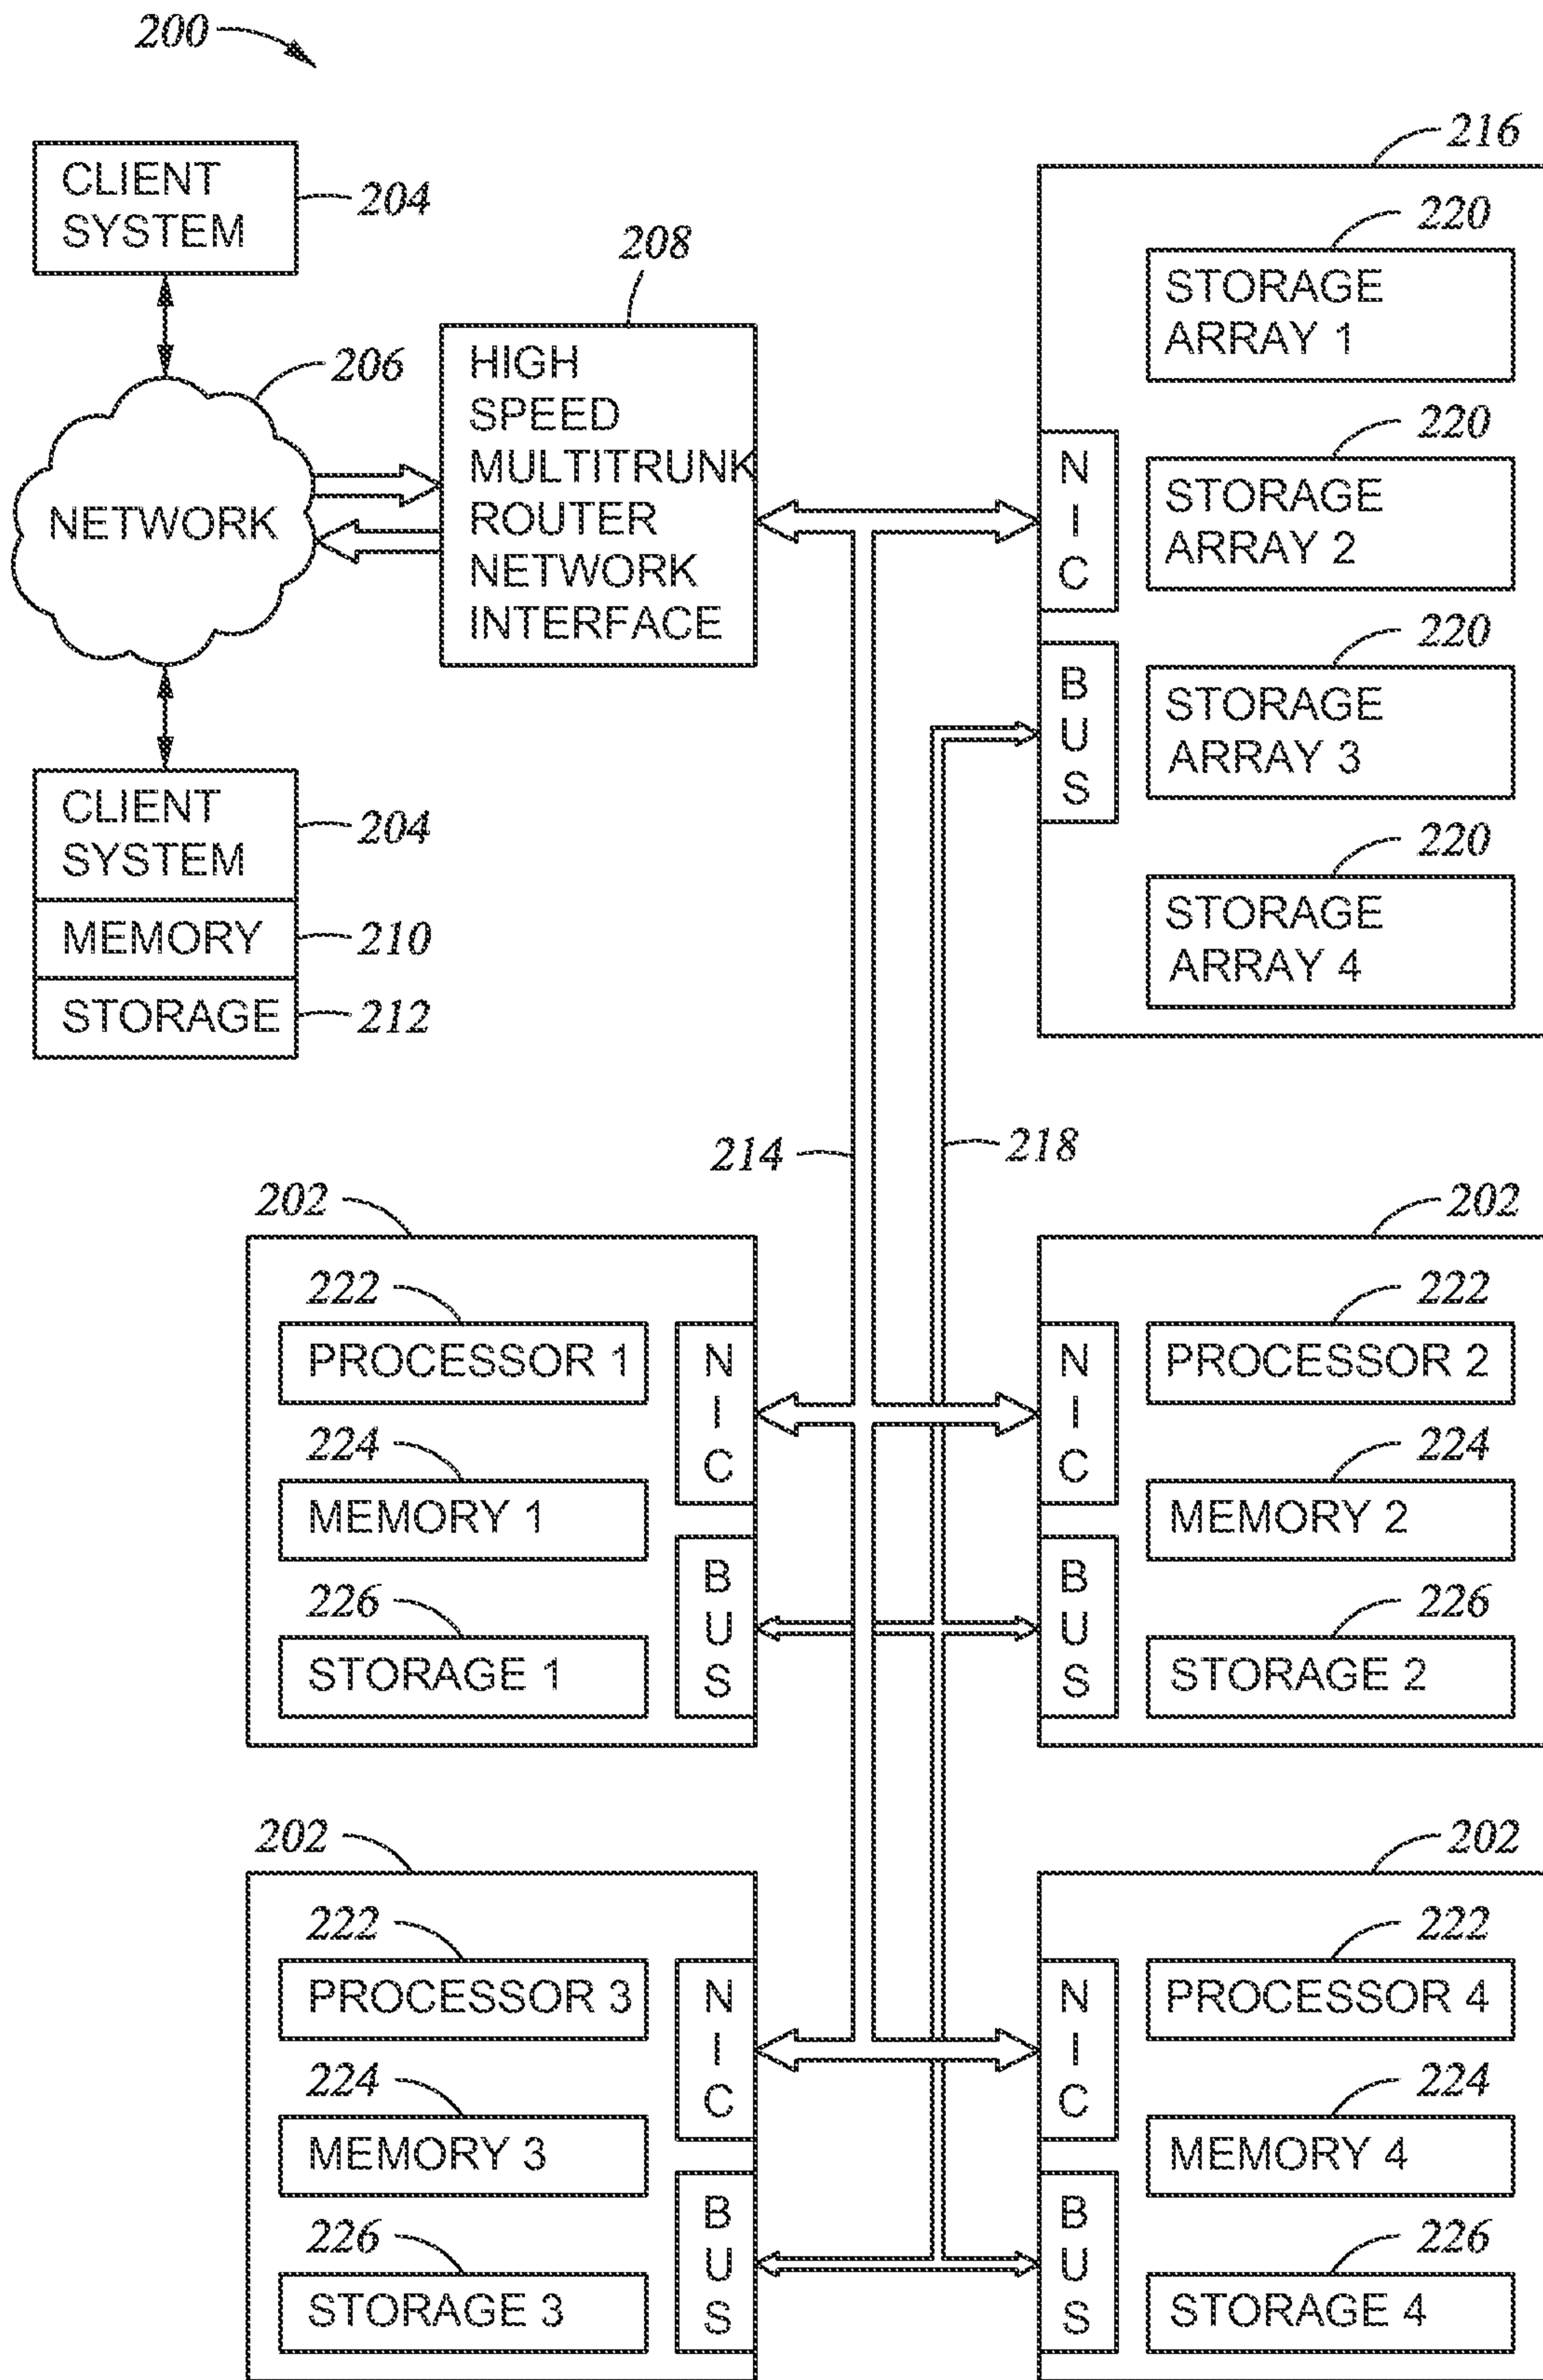 200
CLIENT
SYSTEM
204
206
NETWORK
208
HIGH
SPEED
MULTITRUNK
ROUTER
NETWORK
INTERFACE
CLIENT
SYSTEM
204
MEMORY
210
STORAGE
212
216
220
STORAGE
ARRAY 1
220
STORAGE
ARRAY 2
220
STORAGE
ARRAY 3
220
STORAGE
ARRAY 4
N
I
C
B
U
S
214
218
202
222
PROCESSOR 1
224
MEMORY 1
226
STORAGE 1
N
I
C
B
U
S
202
222
PROCESSOR 2
224
MEMORY 2
226
STORAGE 2
N
I
C
B
U
S
202
222
PROCESSOR 3
224
MEMORY 3
226
STORAGE 3
N
I
C
B
U
S
202
222
PROCESSOR 4
224
MEMORY 4
226
STORAGE 4
N
I
C
B
U
S